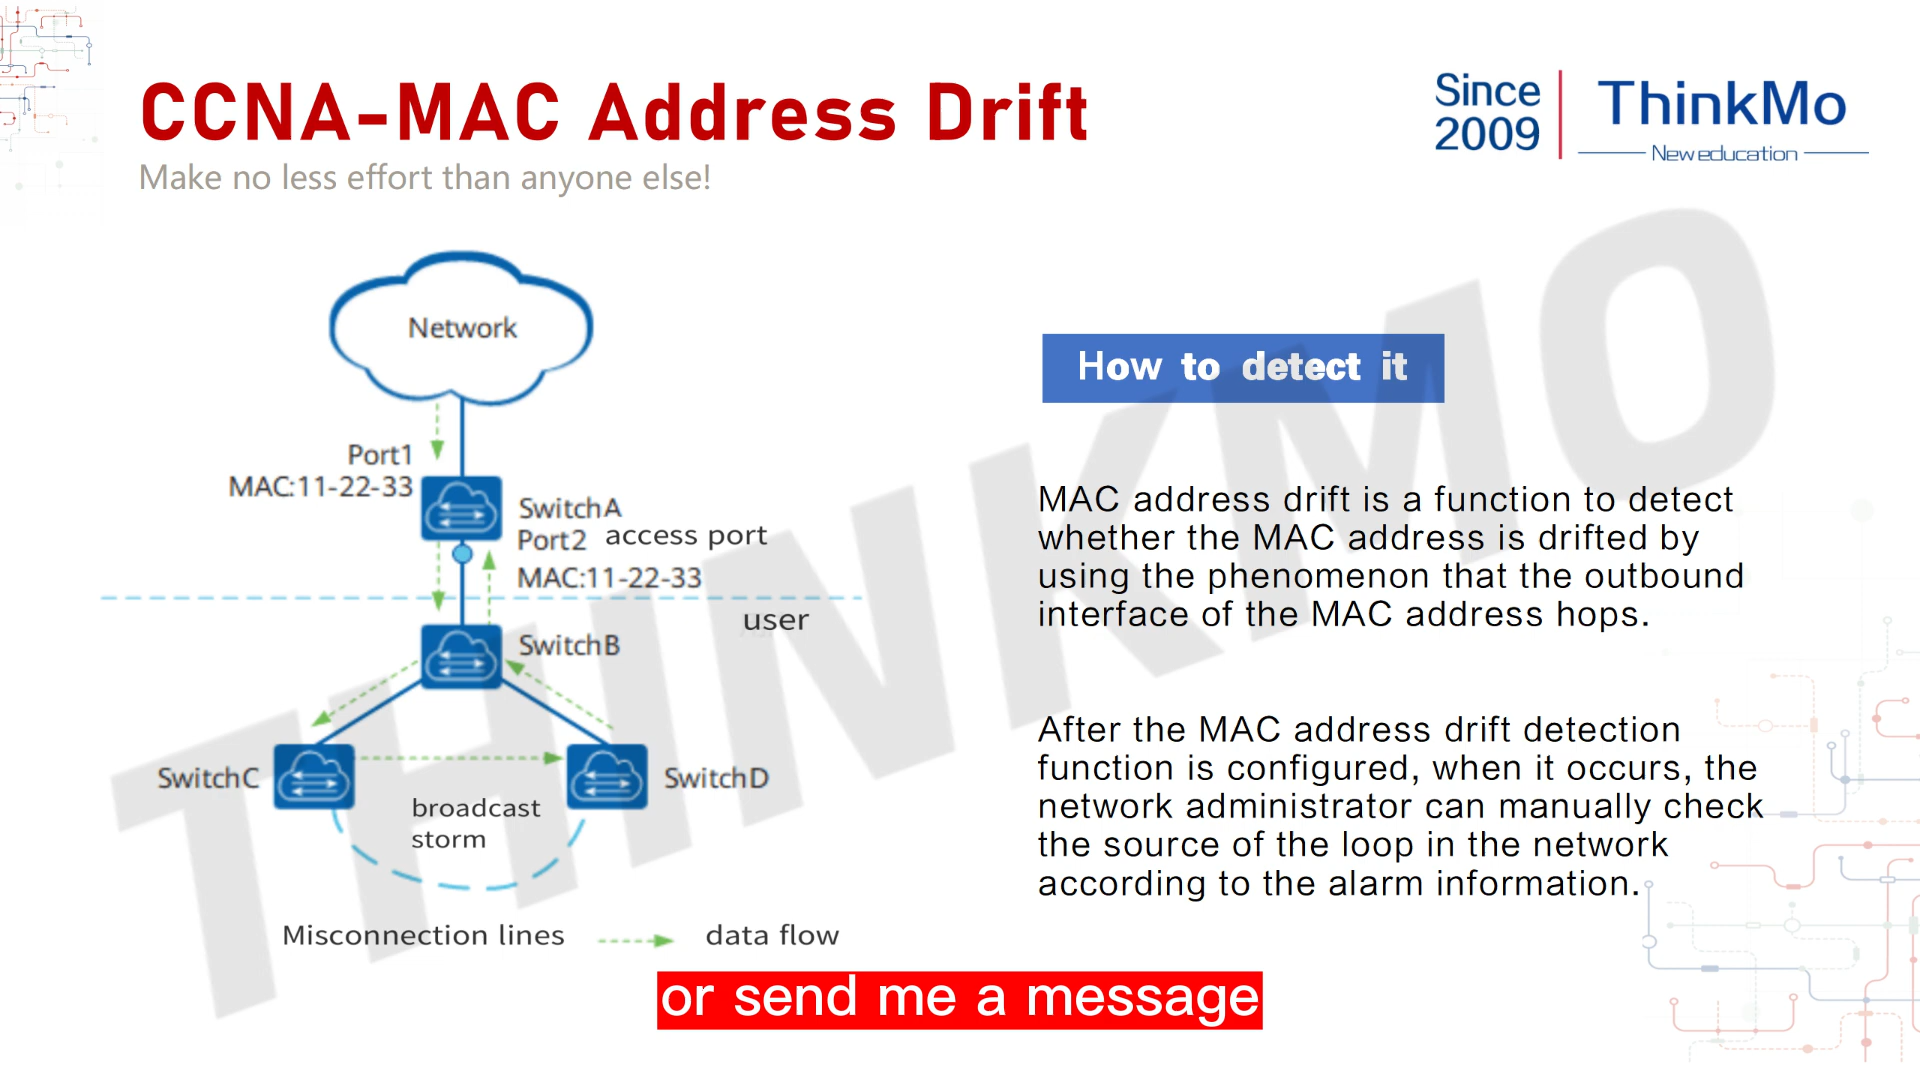 CCNA-MAC Address Drift
Make no less effort than anyone else!
Since
2009
ThinkMo
New education
Network
Port1
MAC:11-22-33
SwitchA
Port2 access port
MAC:11-22-33
user
SwitchB
SwitchC
SwitchD
broadcast
storm
Misconnection lines
data flow
How to detect it
MAC address drift is a function to detect
whether the MAC address is drifted by
using the phenomenon that the outbound
interface of the MAC address hops.
After the MAC address drift detection
function is configured, when it occurs, the
network administrator can manually check
the source of the loop in the network
according to the alarm information.
THINKMO
or send me a message